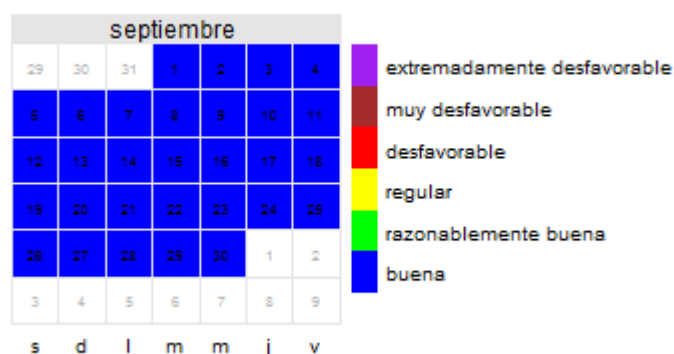 septiembre
29 30 31 1 2 3 4
5 6 7 8 9 10 11
12 13 14 15 16 17 18
19 20 21 22 23 24 25
26 27 28 29 30 1 2
3 4 5 6 7 8 9
s d l m m j v
extremadamente desfavorable
muy desfavorable
desfavorable
regular
razonablemente buena
buena